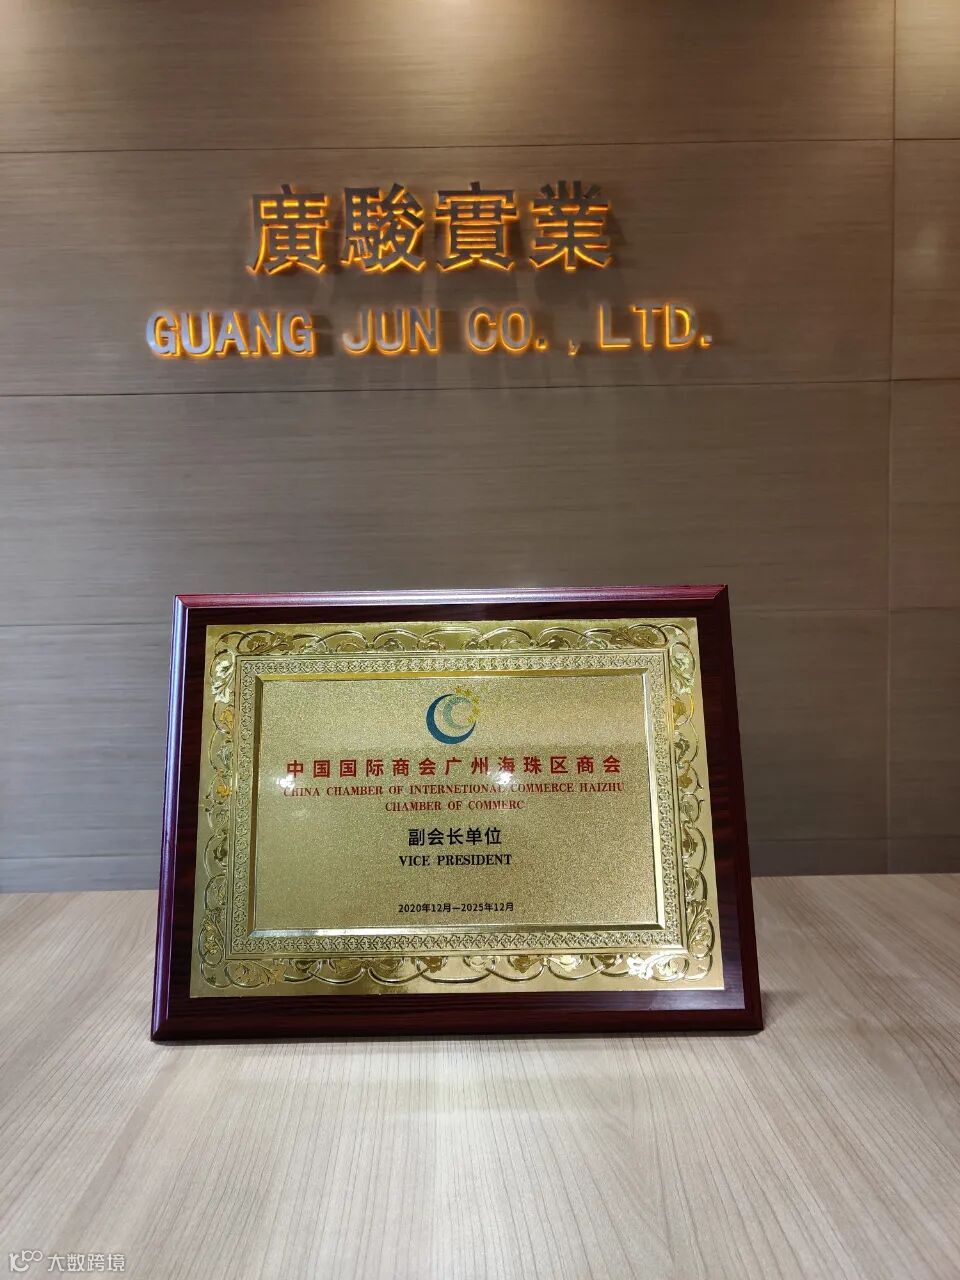 廣駿實業
GUANG JUN CO.,LTD.
中国国际商会广州海珠区商会
CHINA CHAMBER OF INTERNETIONAL COMMERCE HAIZHU
CHAMBER OF COMMERC
副会长单位
VICE PRESIDENT
2020年12月—2025年12月
大数跨境